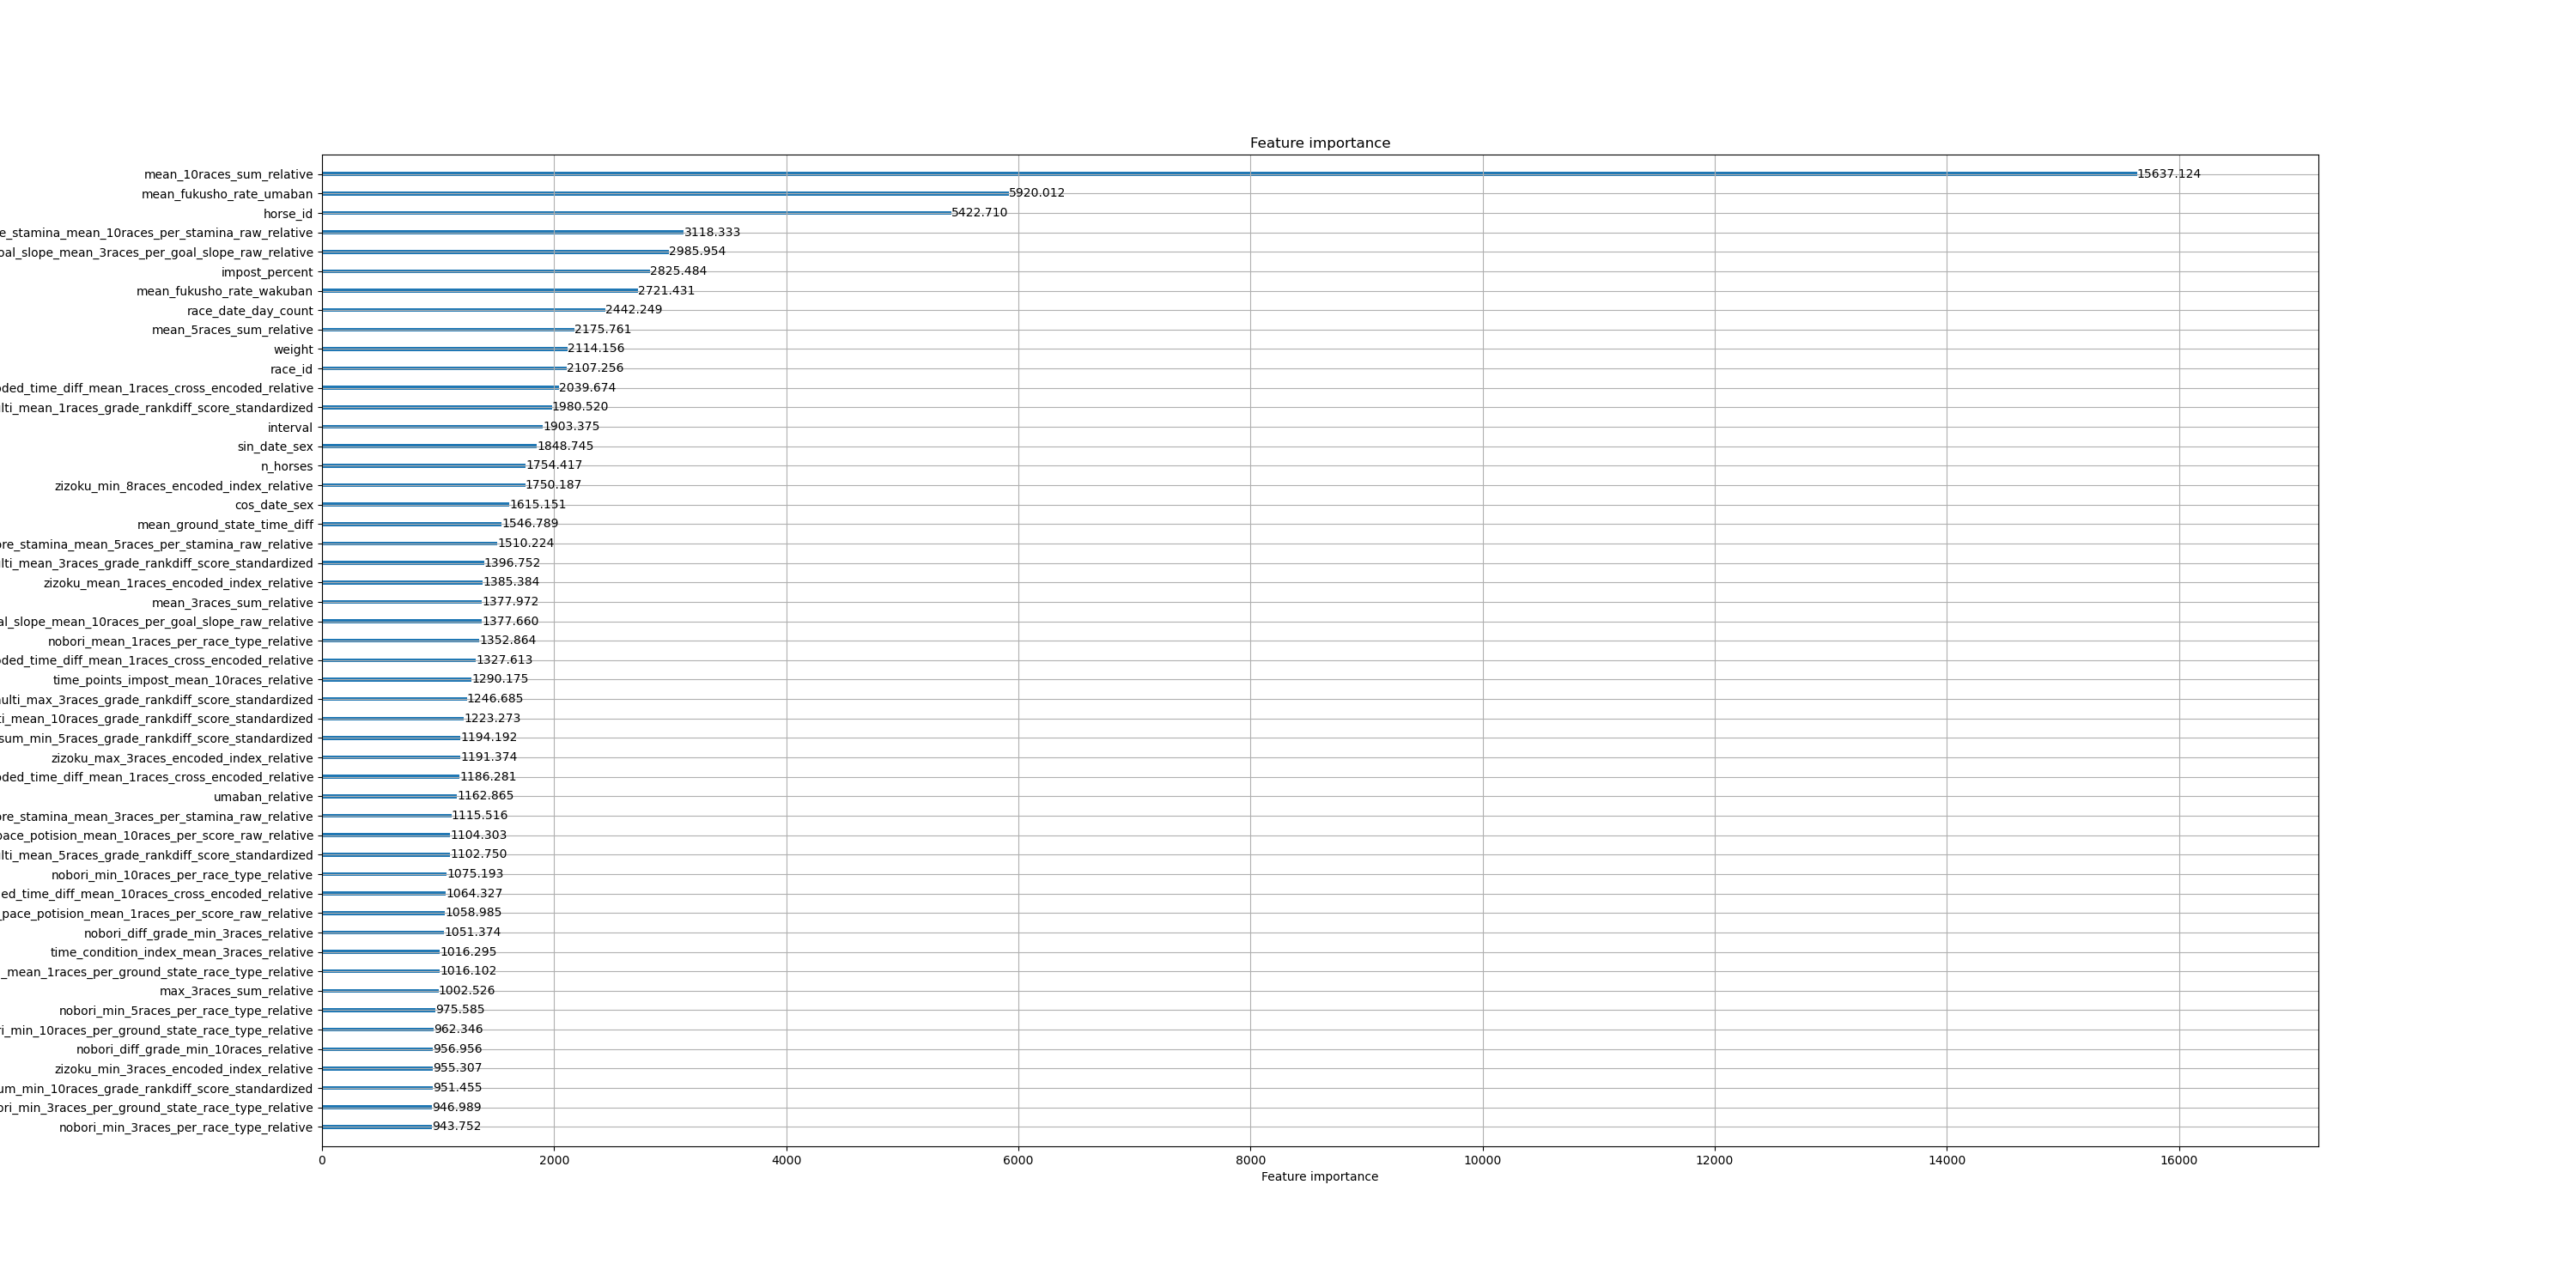 Feature importance
mean_10races_sum_relative 15637.124
mean_fukusho_rate_umaban 5920.012
horse_id 5422.710
e_stamina_mean_10races_per_stamina_raw_relative 3118.333
oal_slope_mean_3races_per_goal_slope_raw_relative 2985.954
impost_percent 2825.484
mean_fukusho_rate_wakuban 2721.431
race_date_day_count 2442.249
mean_5races_sum_relative 2175.761
weight 2114.156
race_id 2107.256
ded_time_diff_mean_1races_cross_encoded_relative 2039.674
lti_mean_1races_grade_rankdiff_score_standardized 1980.520
interval 1903.375
sin_date_sex 1848.745
n_horses 1754.417
zizoku_min_8races_encoded_index_relative 1750.187
cos_date_sex 1615.151
mean_ground_state_time_diff 1546.789
ore_stamina_mean_5races_per_stamina_raw_relative 1510.224
lti_mean_3races_grade_rankdiff_score_standardized 1396.752
zizoku_mean_1races_encoded_index_relative 1385.384
mean_3races_sum_relative 1377.972
al_slope_mean_10races_per_goal_slope_raw_relative 1377.660
nobori_mean_1races_per_race_type_relative 1352.864
ded_time_diff_mean_1races_cross_encoded_relative 1327.613
time_points_impost_mean_10races_relative 1290.175
ulti_max_3races_grade_rankdiff_score_standardized 1246.685
ti_mean_10races_grade_rankdiff_score_standardized 1223.273
sum_min_5races_grade_rankdiff_score_standardized 1194.192
zizoku_max_3races_encoded_index_relative 1191.374
ded_time_diff_mean_1races_cross_encoded_relative 1186.281
umaban_relative 1162.865
ore_stamina_mean_3races_per_stamina_raw_relative 1115.516
pace_potision_mean_10races_per_score_raw_relative 1104.303
lti_mean_5races_grade_rankdiff_score_standardized 1102.750
nobori_min_10races_per_race_type_relative 1075.193
ed_time_diff_mean_10races_cross_encoded_relative 1064.327
_pace_potision_mean_1races_per_score_raw_relative 1058.985
nobori_diff_grade_min_3races_relative 1051.374
time_condition_index_mean_3races_relative 1016.295
_mean_1races_per_ground_state_race_type_relative 1016.102
max_3races_sum_relative 1002.526
nobori_min_5races_per_race_type_relative 975.585
ri_min_10races_per_ground_state_race_type_relative 962.346
nobori_diff_grade_min_10races_relative 956.956
zizoku_min_3races_encoded_index_relative 955.307
um_min_10races_grade_rankdiff_score_standardized 951.455
ori_min_3races_per_ground_state_race_type_relative 946.989
nobori_min_3races_per_race_type_relative 943.752
0 2000 4000 6000 8000 10000 12000 14000 16000
Feature importance